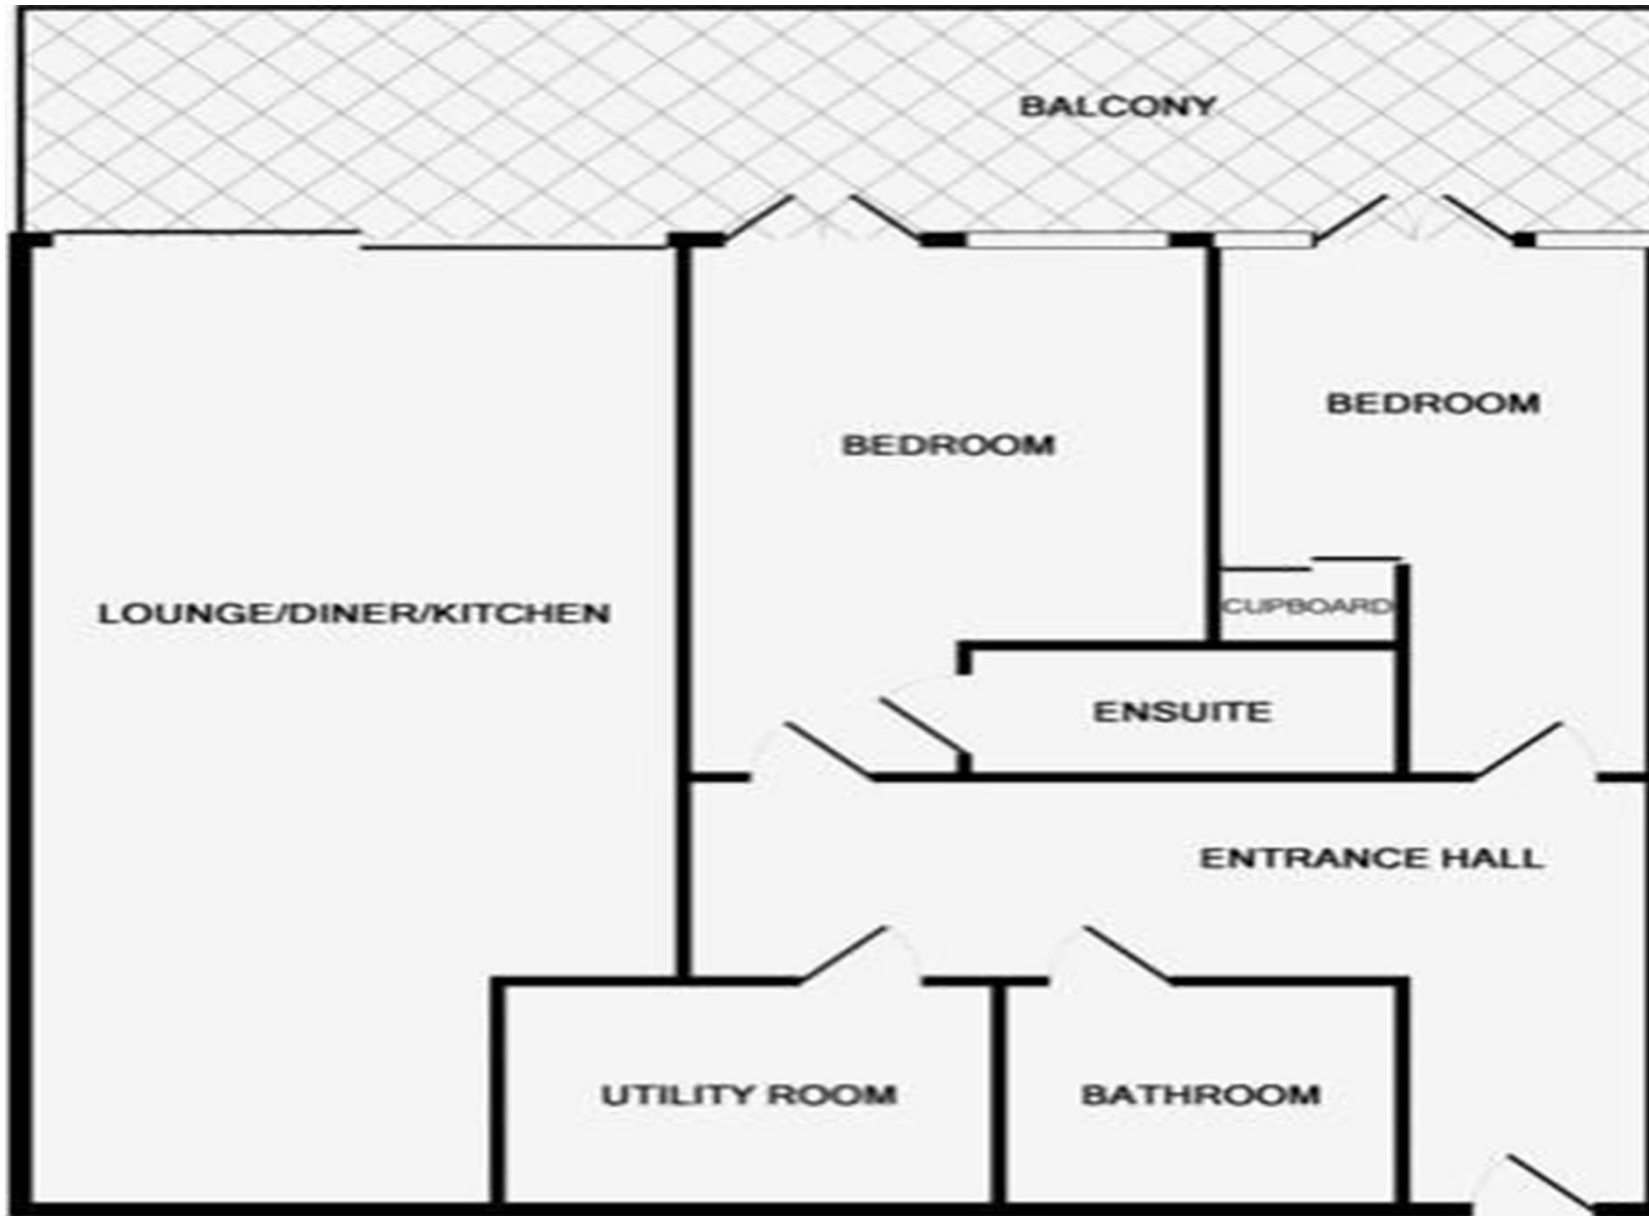 BALCONY
BEDROOM
BEDROOM
CUPBOARD
LOUNGE/DINER/KITCHEN
ENSUITE
ENTRANCE HALL
UTILITY ROOM
BATHROOM